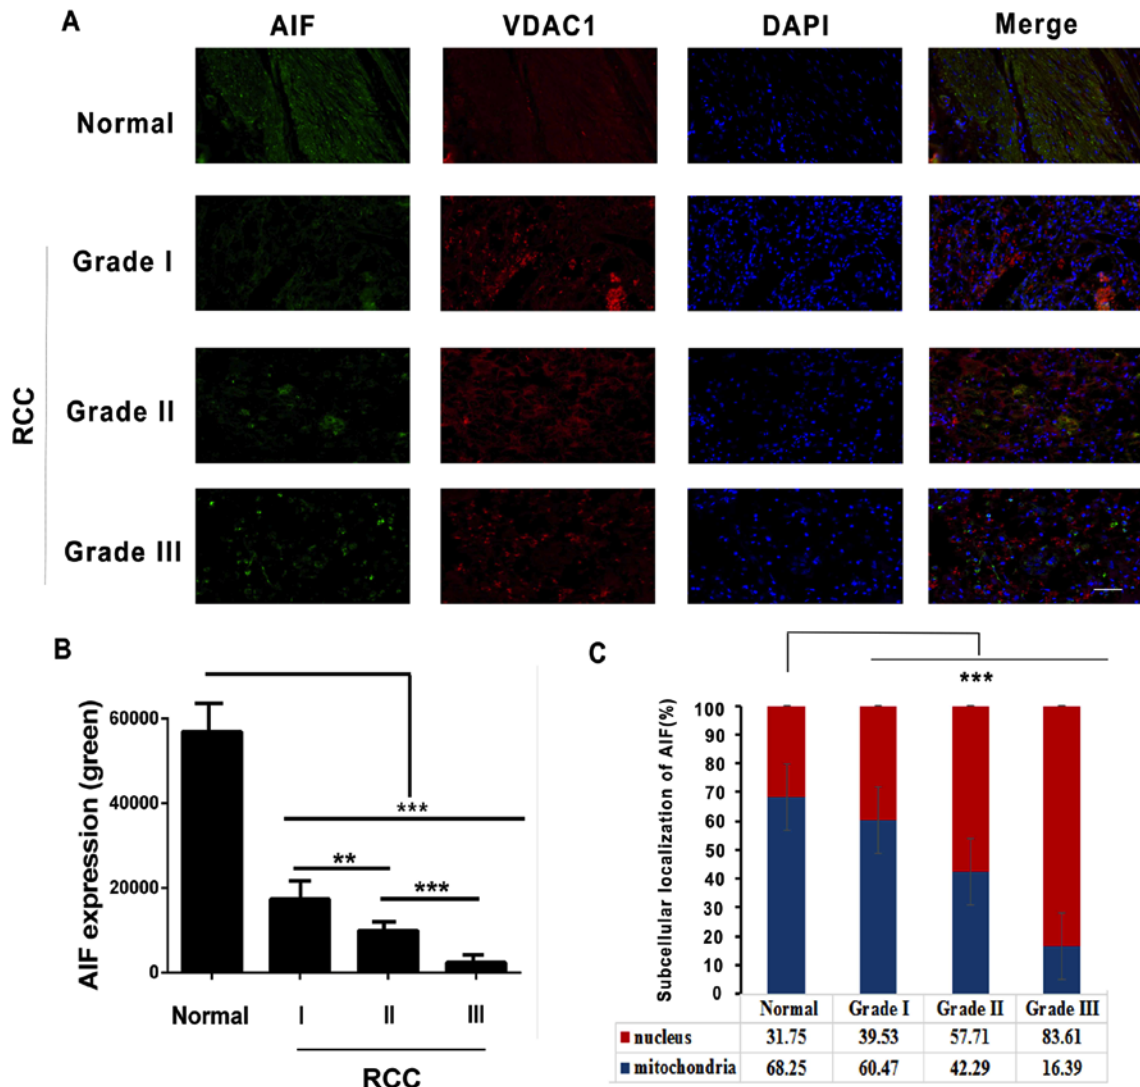 A
AIF VDAC1 DAPI Merge
Normal
Grade I
Grade II
Grade III
RCC
B
AIF expression (green)
60000
40000
20000
0
***
**
***
Normal I II III
RCC
C
***
Subcellular localization of AIF(%)
100
90
80
70
60
50
40
30
20
10
0
Normal Grade I Grade II Grade III
nucleus 31.75 39.53 57.71 83.61
mitochondria 68.25 60.47 42.29 16.39